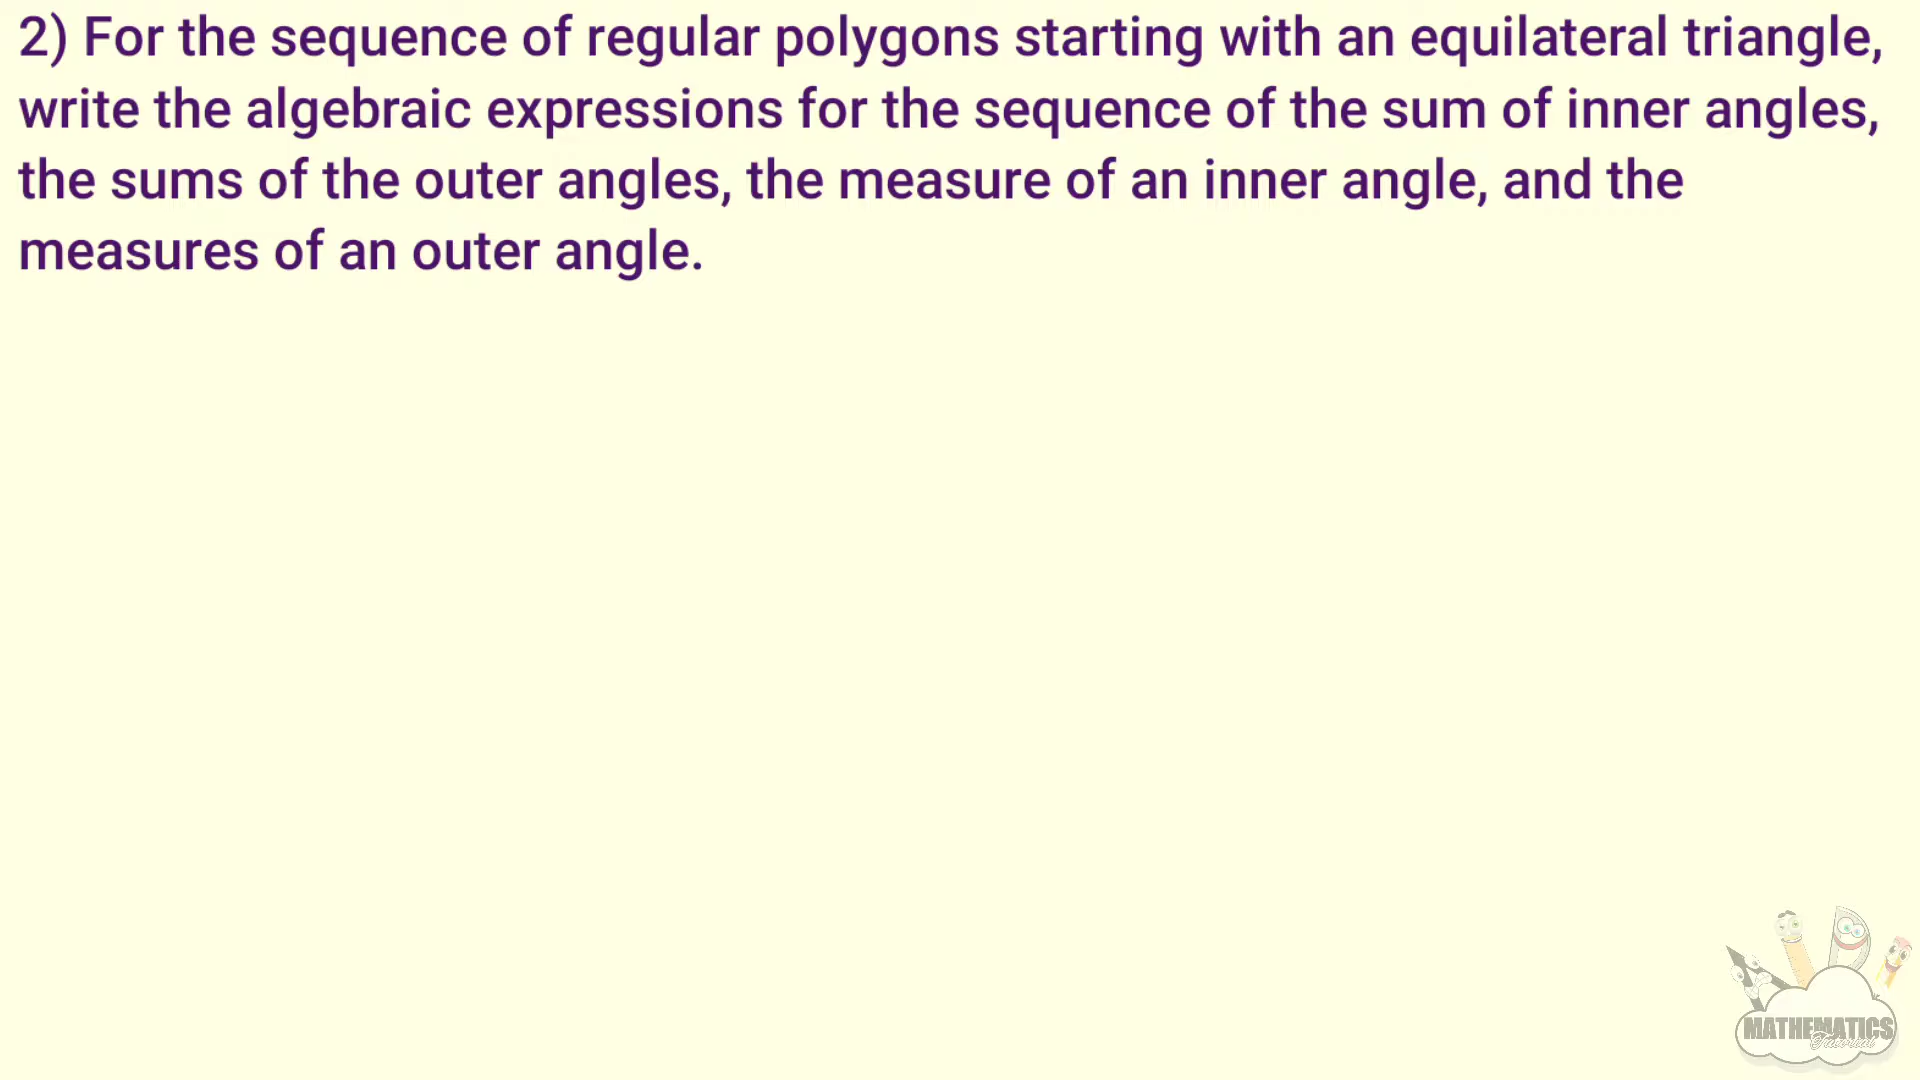 2) For the sequence of regular polygons starting with an equilateral triangle,
write the algebraic expressions for the sequence of the sum of inner angles,
the sums of the outer angles, the measure of an inner angle, and the
measures of an outer angle.
MATHEMATICS
Tutorial